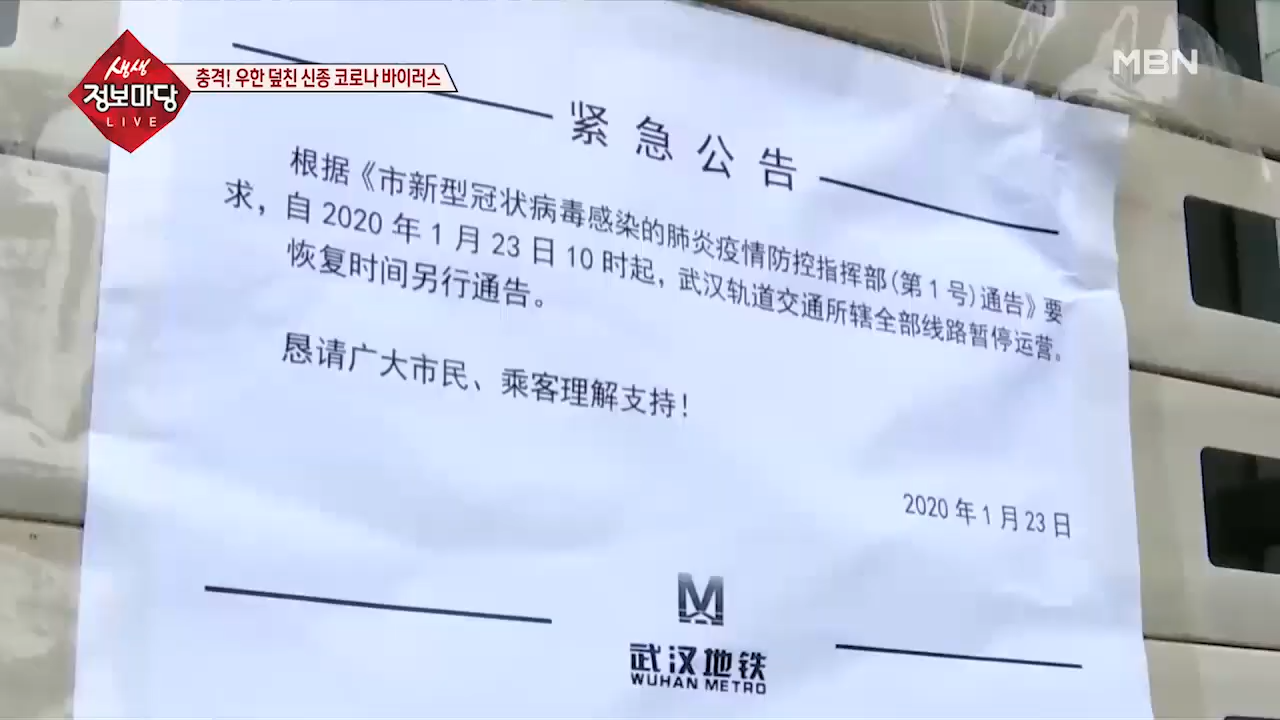 생생
정보마당
LIVE
충격! 우한 덮친 신종 코로나 바이러스
MBN
紧急公告
根据《市新型冠状病毒感染的肺炎疫情防控指挥部(第1号)通告》要
求，自2020年1月23日10时起，武汉轨道交通所辖全部线路暂停运营。
恢复时间另行通告。
恳请广大市民、乘客理解支持！
2020年1月23日
武汉地铁
WUHAN METRO